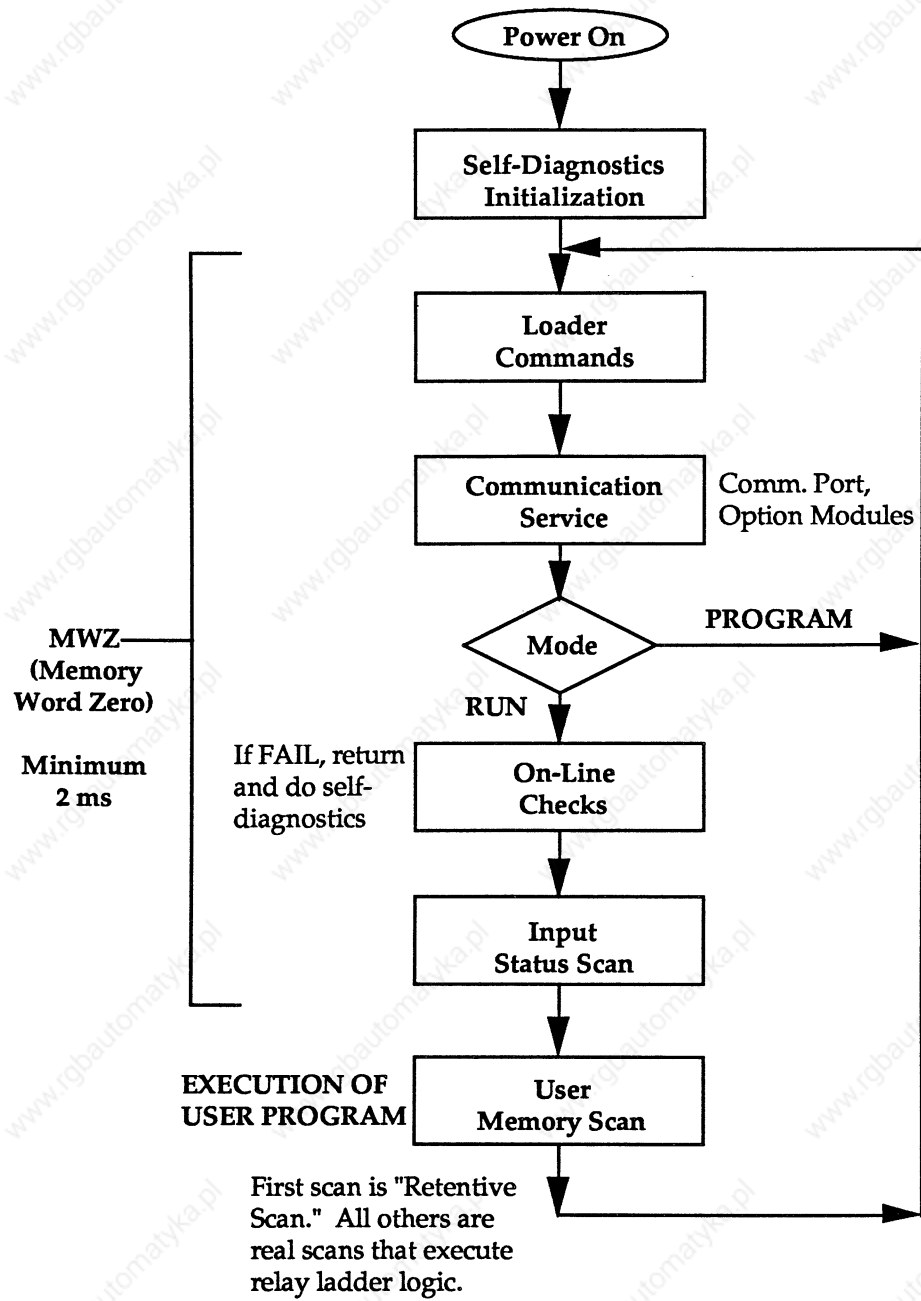 Power On
Self-Diagnostics
Initialization
Loader
Commands
Communication
Service
Comm. Port,
Option Modules
Mode
PROGRAM
RUN
MWZ
(Memory
Word Zero)
Minimum
2 ms
If FAIL, return
and do self-
diagnostics
On-Line
Checks
Input
Status Scan
EXECUTION OF
USER PROGRAM
User
Memory Scan
First scan is "Retentive
Scan." All others are
real scans that execute
relay ladder logic.
www.rgbautomatyka.pl